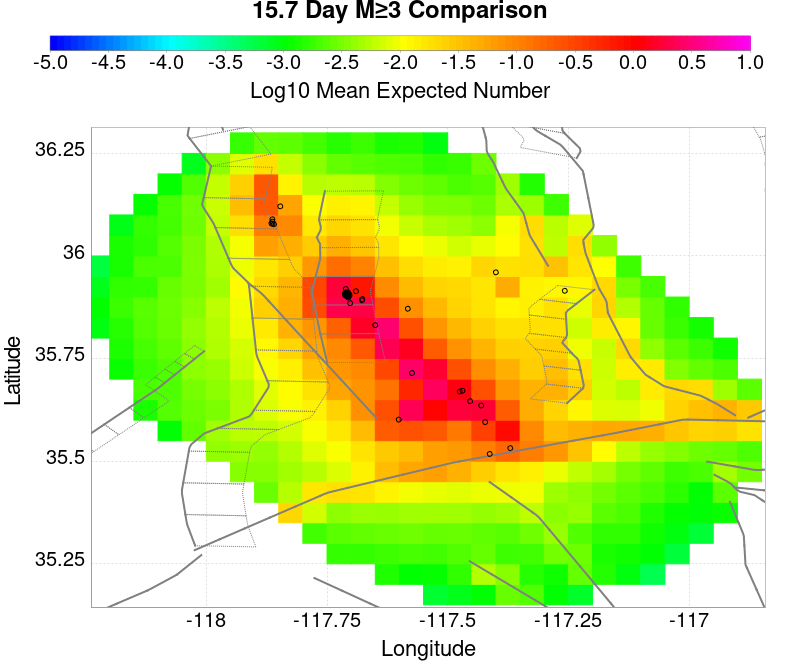 15.7 Day M≥3 Comparison
-5.0 -4.5 -4.0 -3.5 -3.0 -2.5 -2.0 -1.5 -1.0 -0.5 0.0 0.5 1.0
Log10 Mean Expected Number
36.25
36
35.75
35.5
35.25
Latitude
-118 -117.75 -117.5 -117.25 -117
Longitude